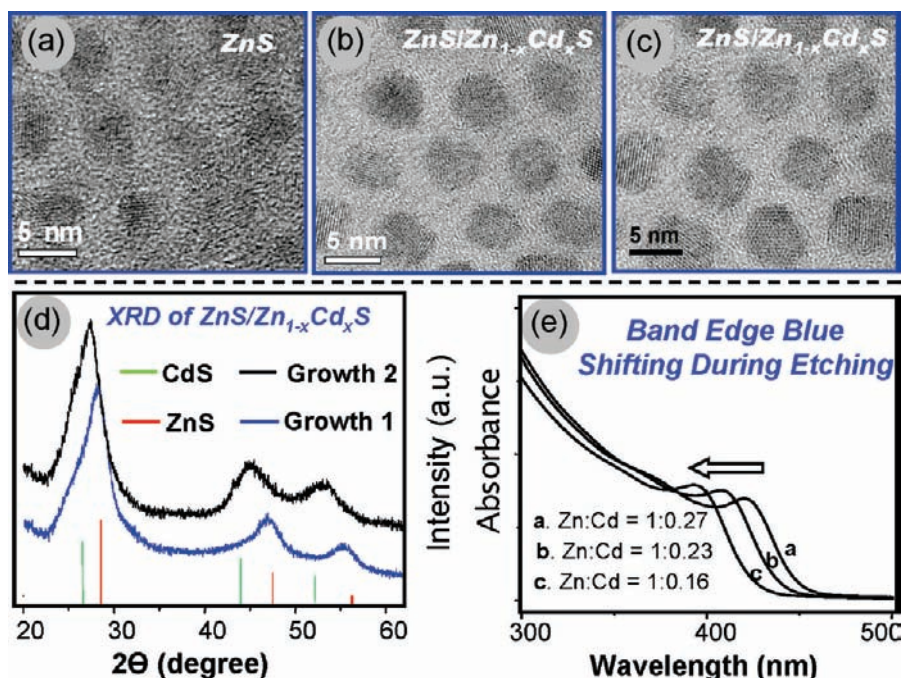 (a)
ZnS
5 nm
(b)
ZnS/Zn1-xCdxS
5 nm
(c)
ZnS/Zn1-xCdxS
5 nm
(d)
XRD of ZnS/Zn1-xCdxS
CdS
Growth 2
ZnS
Growth 1
Intensity (a.u.)
20 30 40 50 60
2Θ (degree)
(e)
Band Edge Blue
Shifting During Etching
Absorbance
a. Zn:Cd = 1:0.27
b. Zn:Cd = 1:0.23
c. Zn:Cd = 1:0.16
c b a
300 400 500
Wavelength (nm)